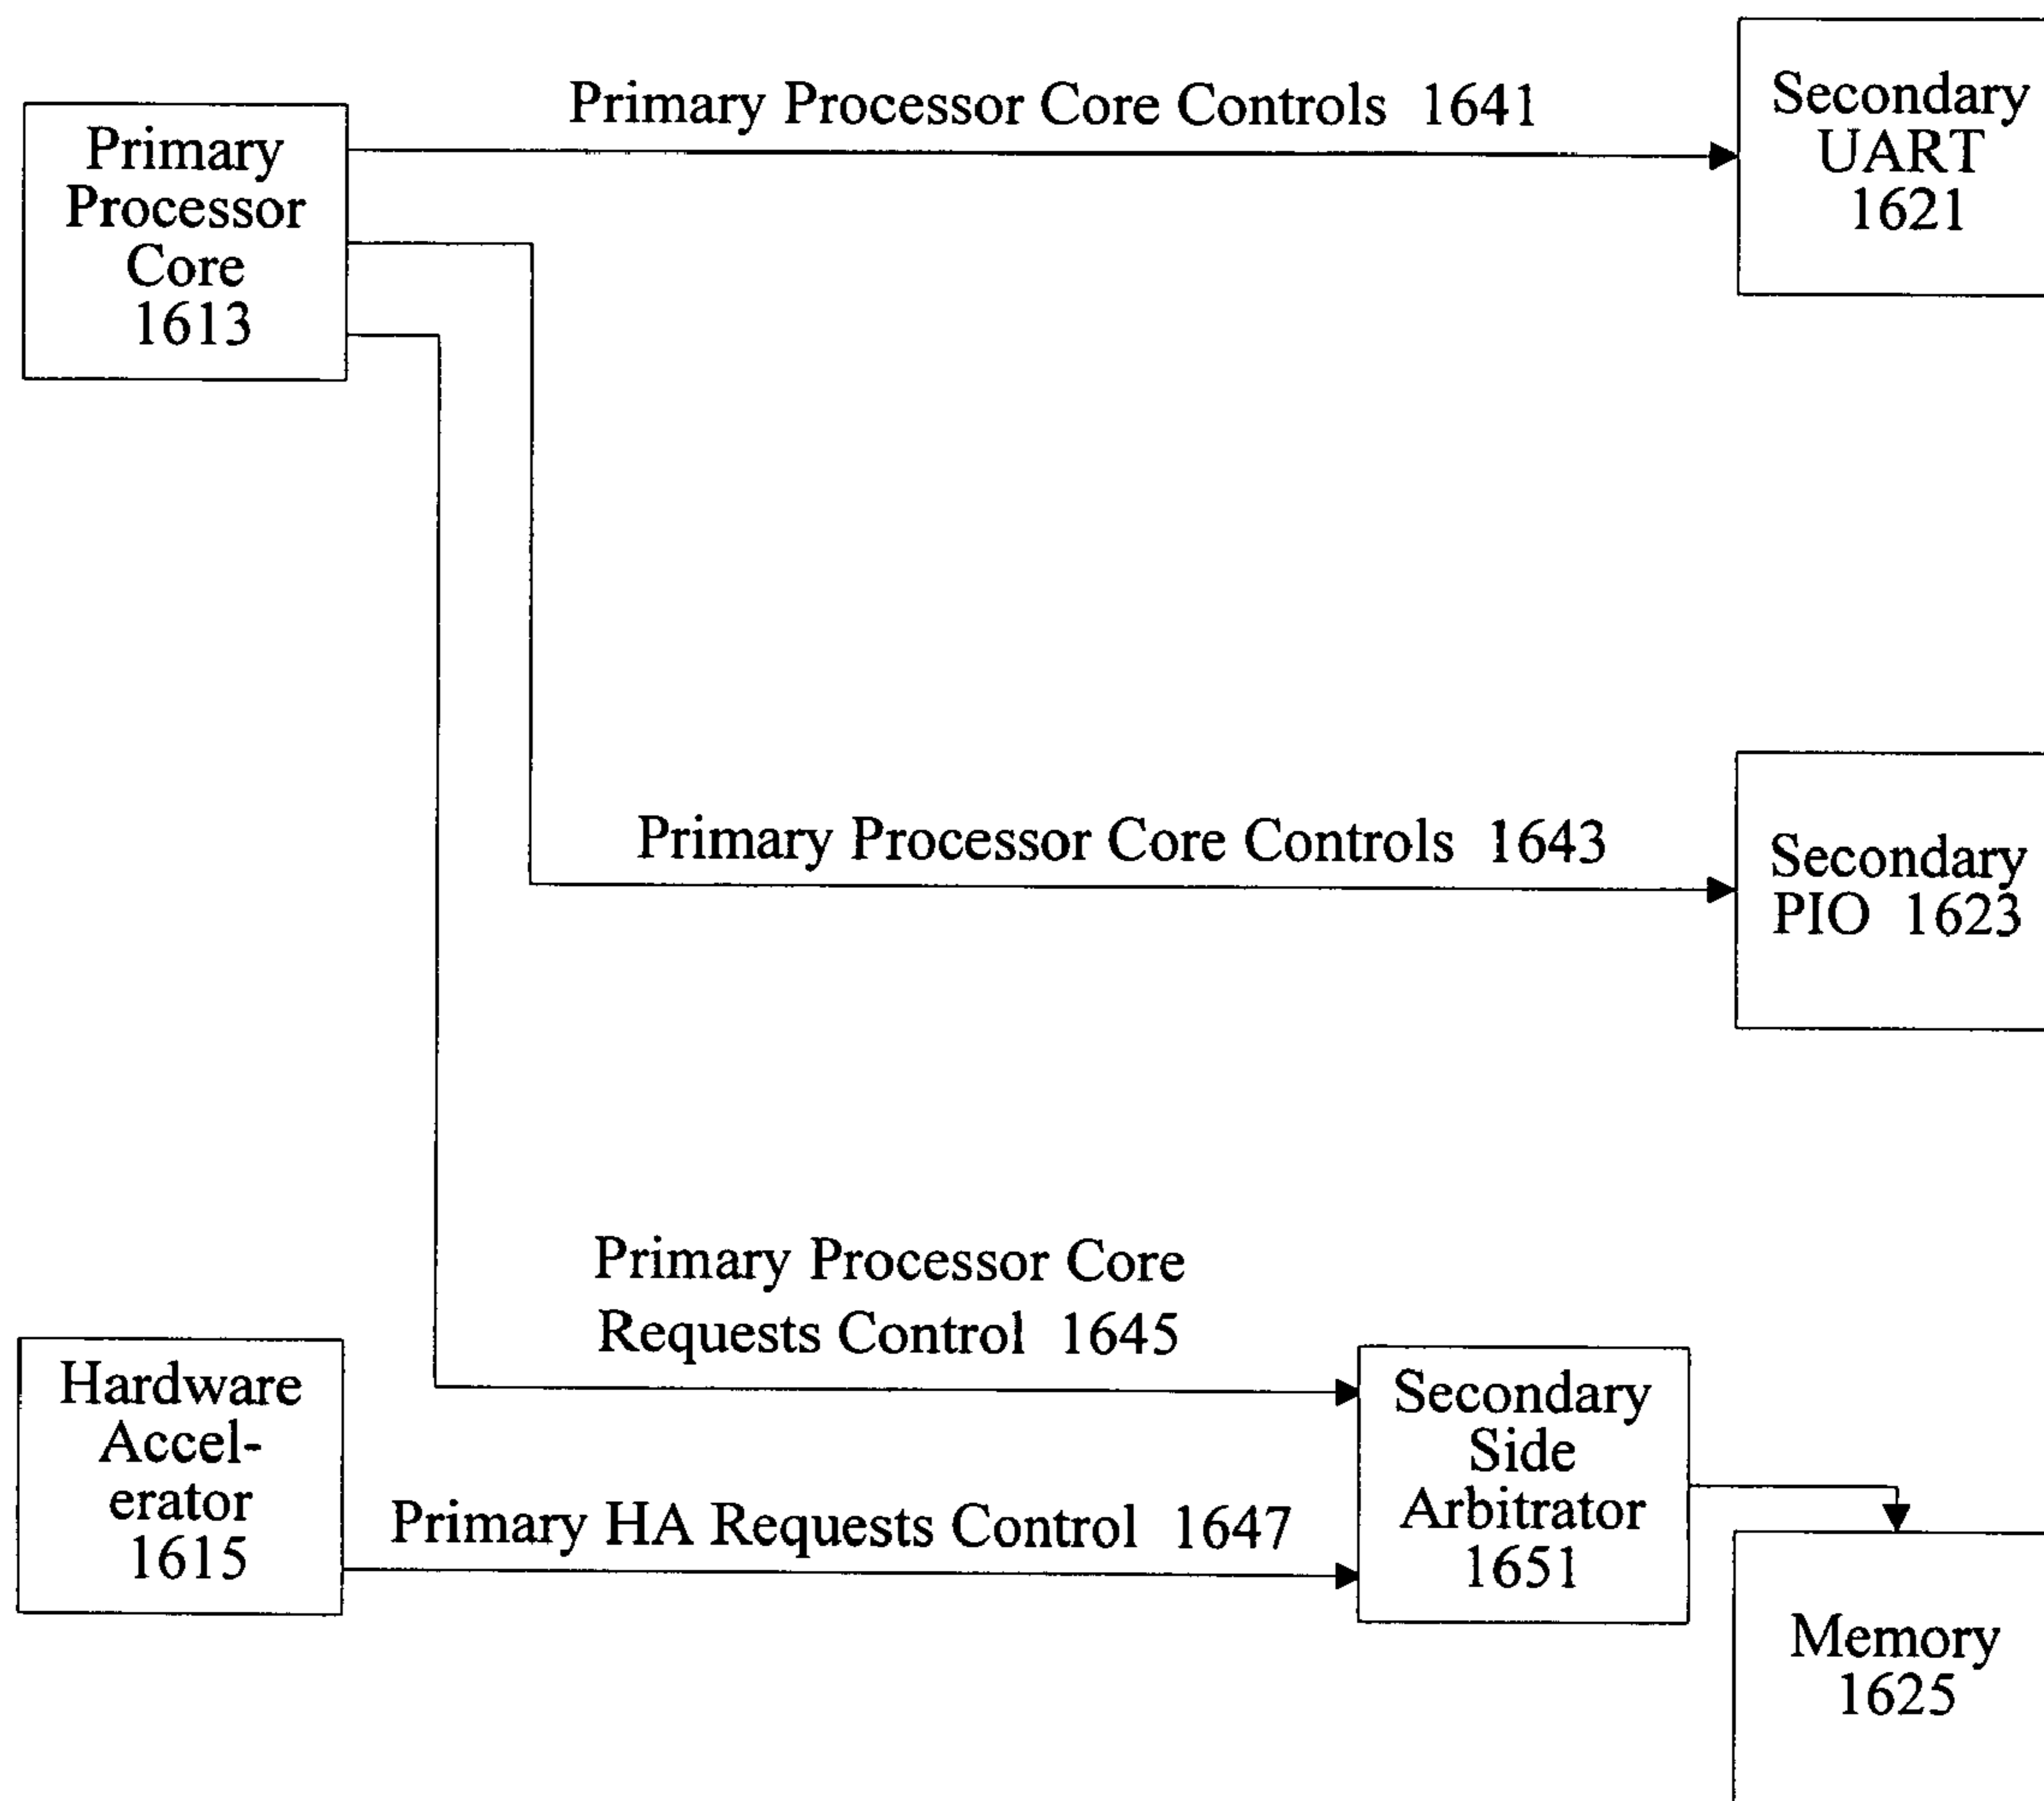 Primary Processor Core Controls 1641
Secondary
UART
1621
Primary
Processor
Core
1613
Primary Processor Core Controls 1643
Secondary
PIO 1623
Primary Processor Core
Requests Control 1645
Hardware
Accel-
erator
1615
Primary HA Requests Control 1647
Secondary
Side
Arbitrator
1651
Memory
1625